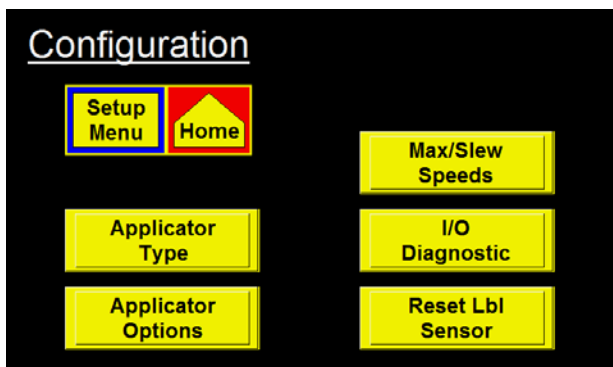 Configuration
Setup
Menu
Home
Max/Slew
Speeds
Applicator
Type
I/O
Diagnostic
Applicator
Options
Reset Lbl
Sensor